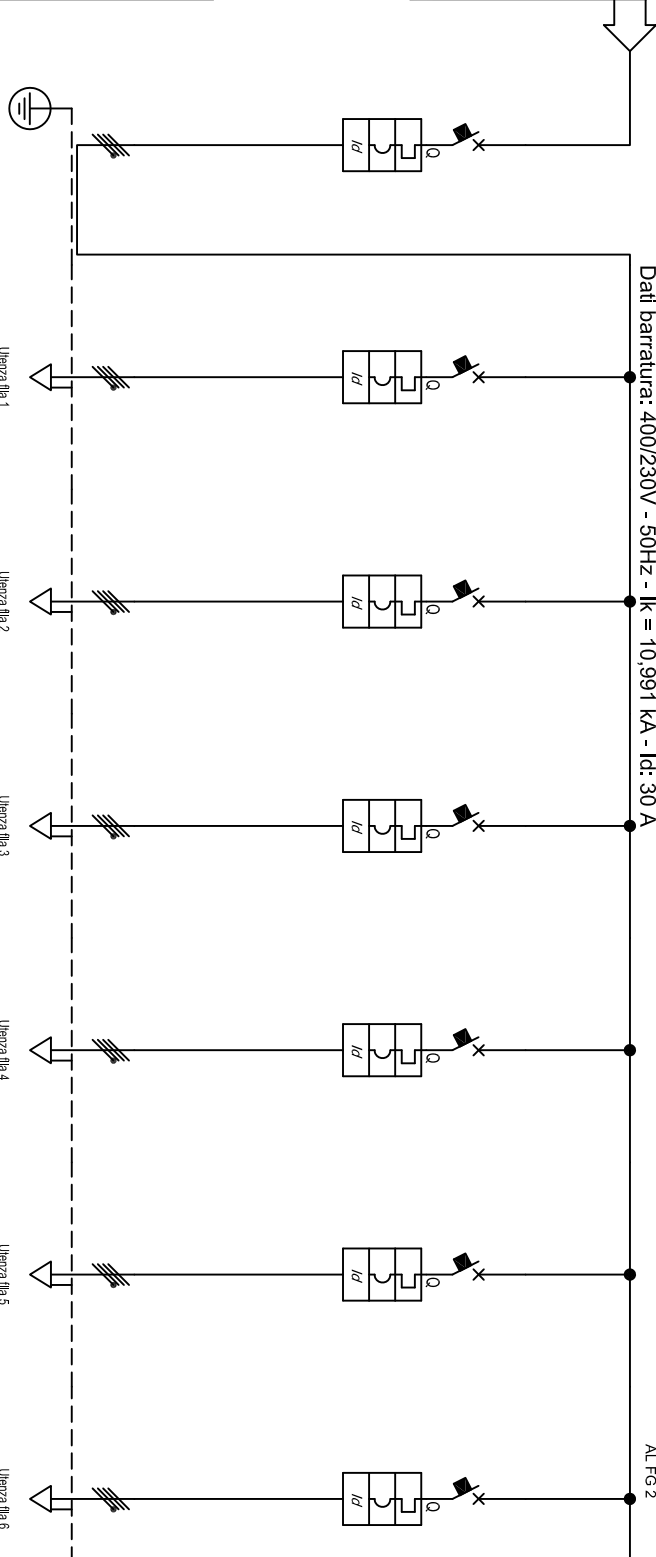 Dati barratura: 400/230V - 50Hz - Ik = 10,991 kA - Id: 30 A
AL FG 2
Q
Id
Q
Id
Q
Id
Q
Id
Q
Id
Q
Id
Q
Id
Utenza fila 1
Utenza fila 2
Utenza fila 3
Utenza fila 4
Utenza fila 5
Utenza fila 6